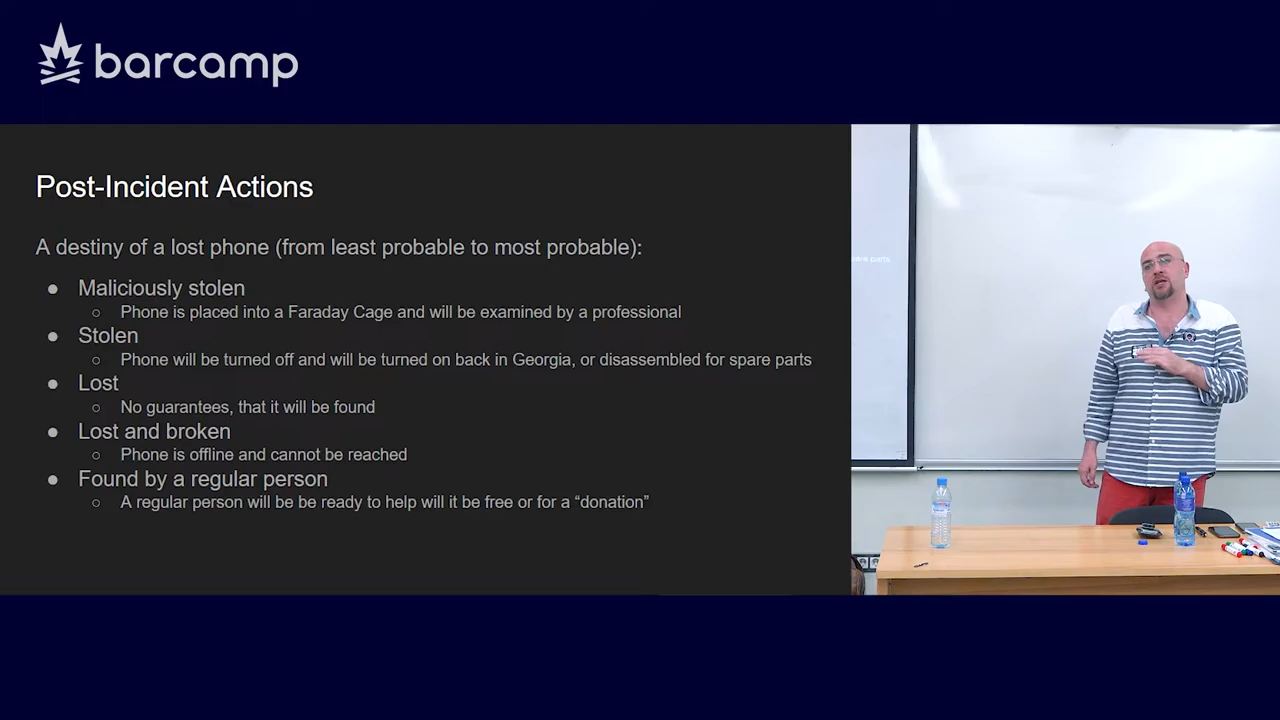 barcamp
Post-Incident Actions
A destiny of a lost phone (from least probable to most probable):
● Maliciously stolen
○ Phone is placed into a Faraday Cage and will be examined by a professional
● Stolen
○ Phone will be turned off and will be turned on back in Georgia, or disassembled for spare parts
● Lost
○ No guarantees, that it will be found
● Lost and broken
○ Phone is offline and cannot be reached
● Found by a regular person
○ A regular person will be be ready to help will it be free or for a “donation”
parts